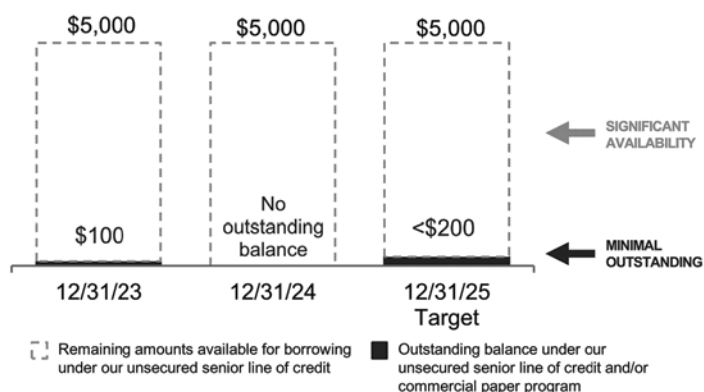 $5,000 $5,000 $5,000
SIGNIFICANT
AVAILABILITY
No
outstanding
balance
$100
<$200
MINIMAL
OUTSTANDING
12/31/23 12/31/24 12/31/25
Target
Remaining amounts available for borrowing
under our unsecured senior line of credit
Outstanding balance under our
unsecured senior line of credit and/or
commercial paper program